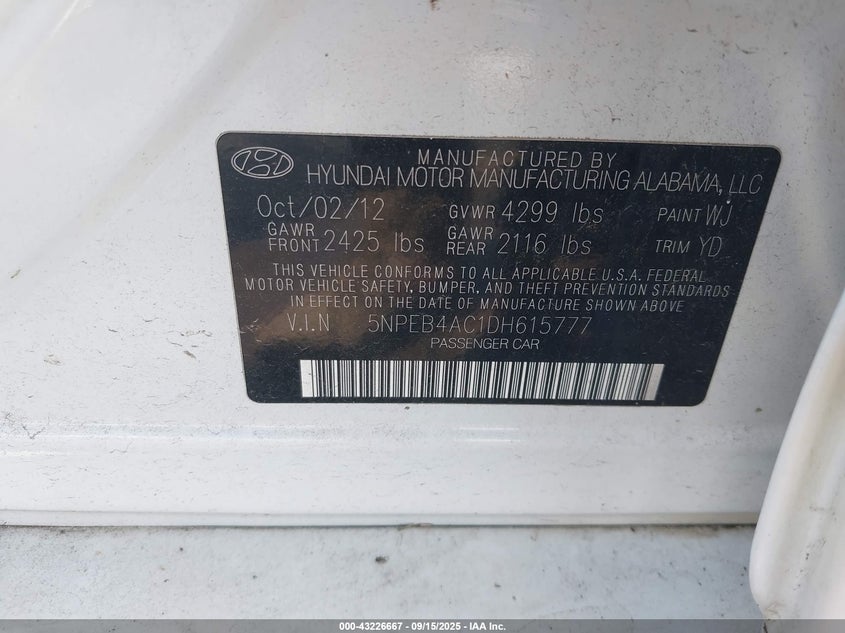 MANUFACTURED BY
HYUNDAI MOTOR MANUFACTURING ALABAMA, LLC
Oct/02/12 GVWR 4299 lbs PAINT WJ
GAWR FRONT 2425 lbs GAWR REAR 2116 lbs TRIM YD
THIS VEHICLE CONFORMS TO ALL APPLICABLE U.S.A. FEDERAL
MOTOR VEHICLE SAFETY, BUMPER, AND THEFT PREVENTION STANDARDS
IN EFFECT ON THE DATE OF MANUFACTURE SHOWN ABOVE
V.I.N 5NPEB4AC1DH615777
PASSENGER CAR
000-43226667 - 09/15/2025 - IAA Inc.